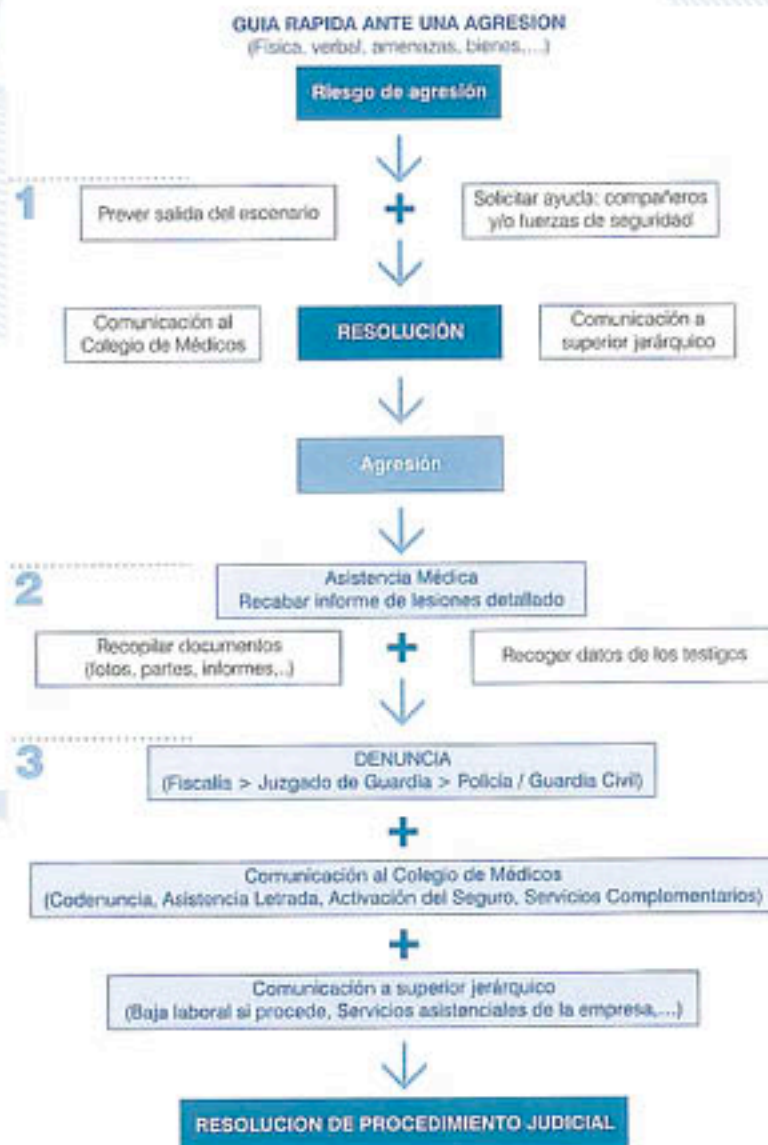 GUIA RAPIDA ANTE UNA AGRESION
(Física, verbal, amenazas, bienes,...)
Riesgo de agresión
1
Prever salida del escenario
+
Solicitar ayuda: compañeros
y/o fuerzas de seguridad
Comunicación al
Colegio de Médicos
RESOLUCIÓN
Comunicación a
superior jerárquico
Agresión
2
Asistencia Médica
Recabar informe de lesiones detallado
Recopilar documentos
(fotos, partes, informes,..)
+
Recoger datos de los testigos
3
DENUNCIA
(Fiscalía > Juzgado de Guardia > Policía / Guardia Civil)
+
Comunicación al Colegio de Médicos
(Codenuncia, Asistencia Letrada, Activación del Seguro, Servicios Complementarios)
+
Comunicación a superior jerárquico
(Baja laboral si procede, Servicios asistenciales de la empresa,...)
RESOLUCION DE PROCEDIMIENTO JUDICIAL